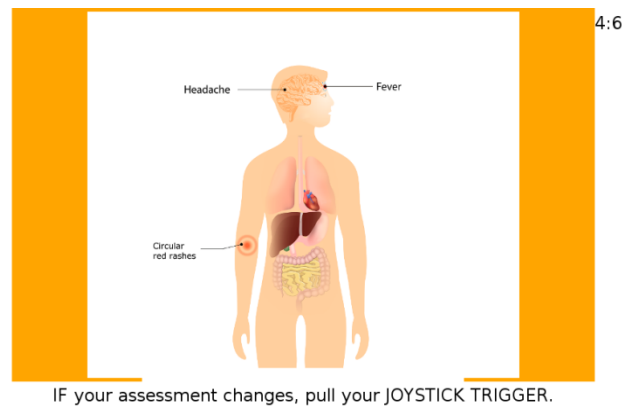 4:6
Headache
Fever
Circular
red rashes
IF your assessment changes, pull your JOYSTICK TRIGGER.